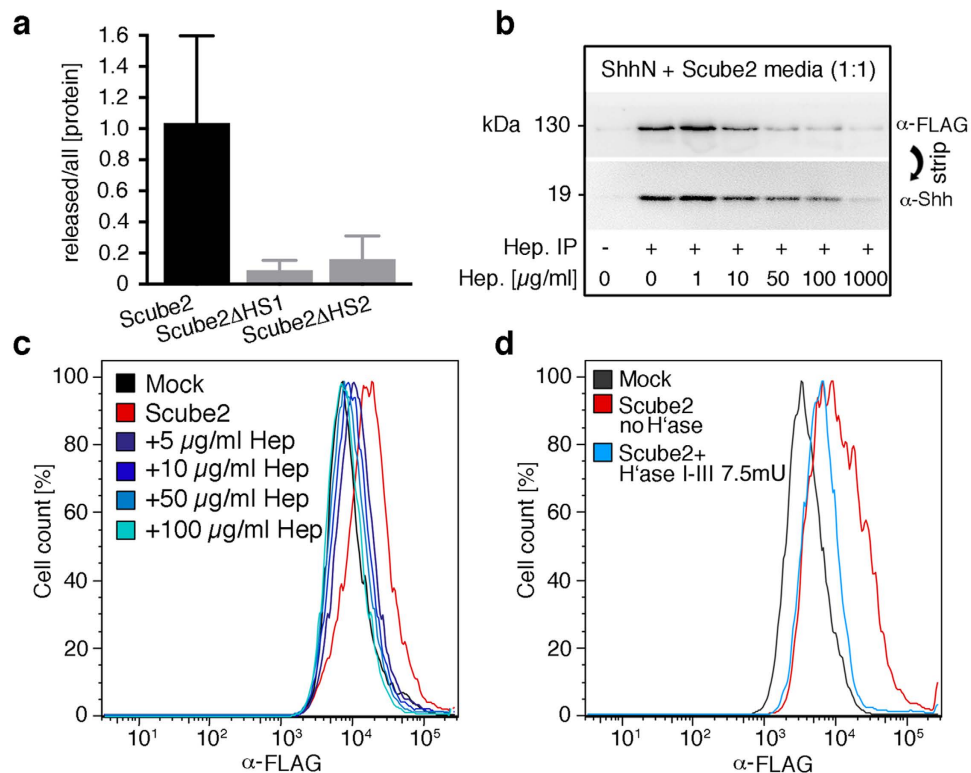 a
released/all [protein]
1.6
1.4
1.2
1.0
0.8
0.6
0.4
0.2
0
Scube2
Scube2ΔHS1
Scube2ΔHS2
b
ShhN + Scube2 media (1:1)
kDa 130
α-FLAG
strip
19
α-Shh
Hep. IP - + + + + + +
Hep. [µg/ml] 0 0 1 10 50 100 1000
c
Cell count [%]
100
80
60
40
20
0
Mock
Scube2
+5 µg/ml Hep
+10 µg/ml Hep
+50 µg/ml Hep
+100 µg/ml Hep
10¹ 10² 10³ 10⁴ 10⁵
α-FLAG
d
Cell count [%]
100
80
60
40
20
0
Mock
Scube2
no H'ase
Scube2+
H'ase I-III 7.5mU
10¹ 10² 10³ 10⁴ 10⁵
α-FLAG